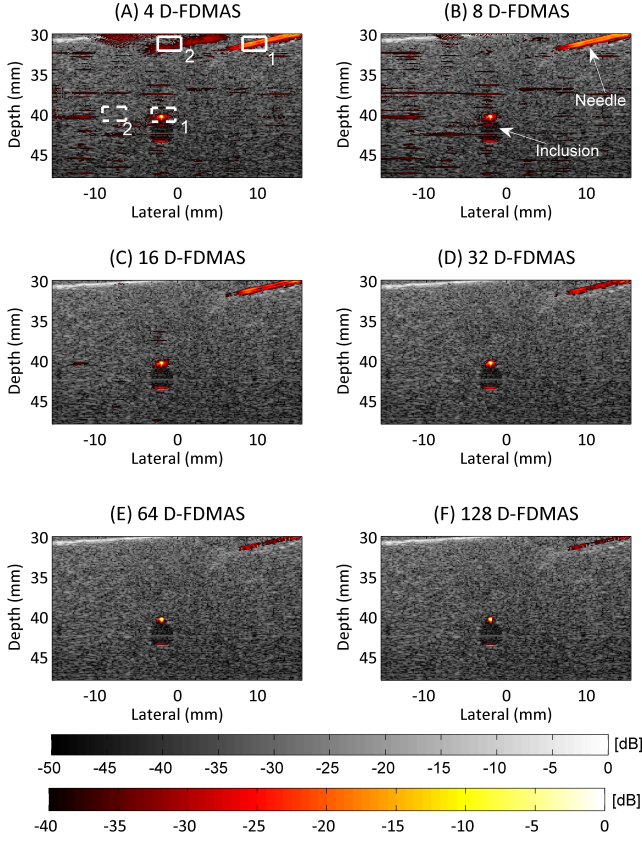 (A) 4 D-FDMAS
(B) 8 D-FDMAS
30
35
40
45
Depth (mm)
2
1
2
1
-10
0
10
Lateral (mm)
30
35
40
45
Depth (mm)
Needle
Inclusion
-10
0
10
Lateral (mm)
(C) 16 D-FDMAS
(D) 32 D-FDMAS
30
35
40
45
Depth (mm)
-10
0
10
Lateral (mm)
30
35
40
45
Depth (mm)
-10
0
10
Lateral (mm)
(E) 64 D-FDMAS
(F) 128 D-FDMAS
30
35
40
45
Depth (mm)
-10
0
10
Lateral (mm)
30
35
40
45
Depth (mm)
-10
0
10
Lateral (mm)
[dB]
-50 -45 -40 -35 -30 -25 -20 -15 -10 -5 0
[dB]
-40 -35 -30 -25 -20 -15 -10 -5 0